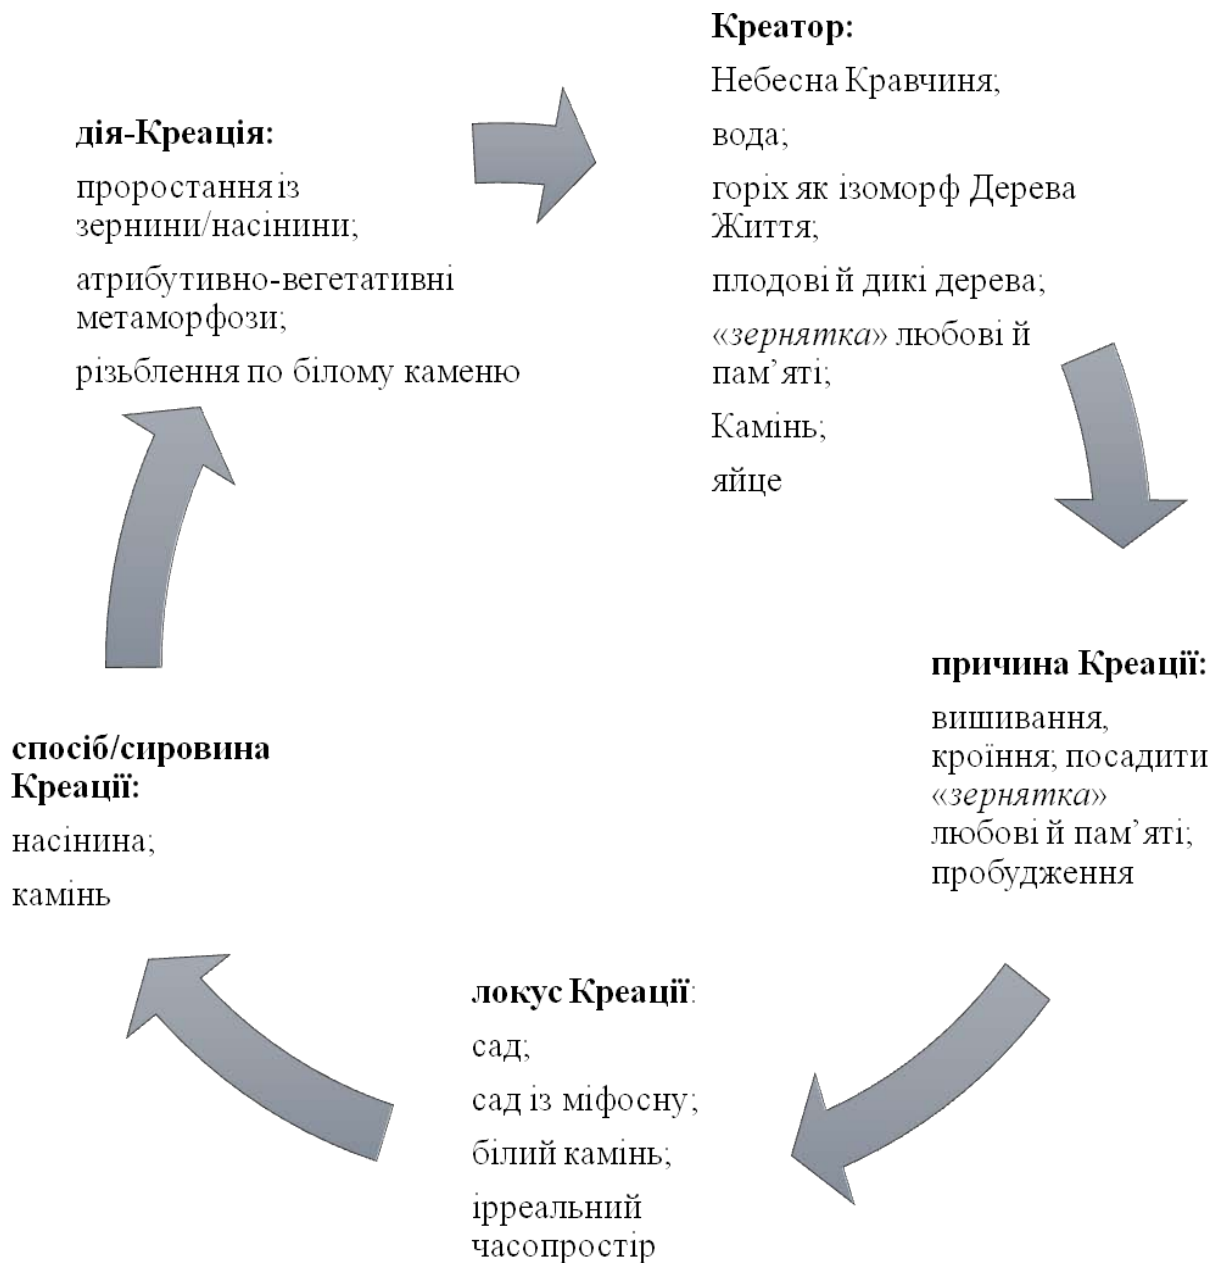 Креатор:
Небесна Кравчиня;
вода;
горіх як ізоморф Дерева
Життя;
плодові й дикі дерева;
«зернятка» любові й
пам’яті;
Камінь;
яйце
причина Креації:
вишивання,
кроїння; посадити
«зернятка»
любові й пам’яті;
пробудження
локус Креації:
сад;
сад із міфосну;
білий камінь;
ірреальний
часопростір
спосіб/сировина
Креації:
насінина;
камінь
дія-Креація:
проростання із
зернини/насінини;
атрибутивно-вегетативні
метаморфози;
різьблення по білому каменю